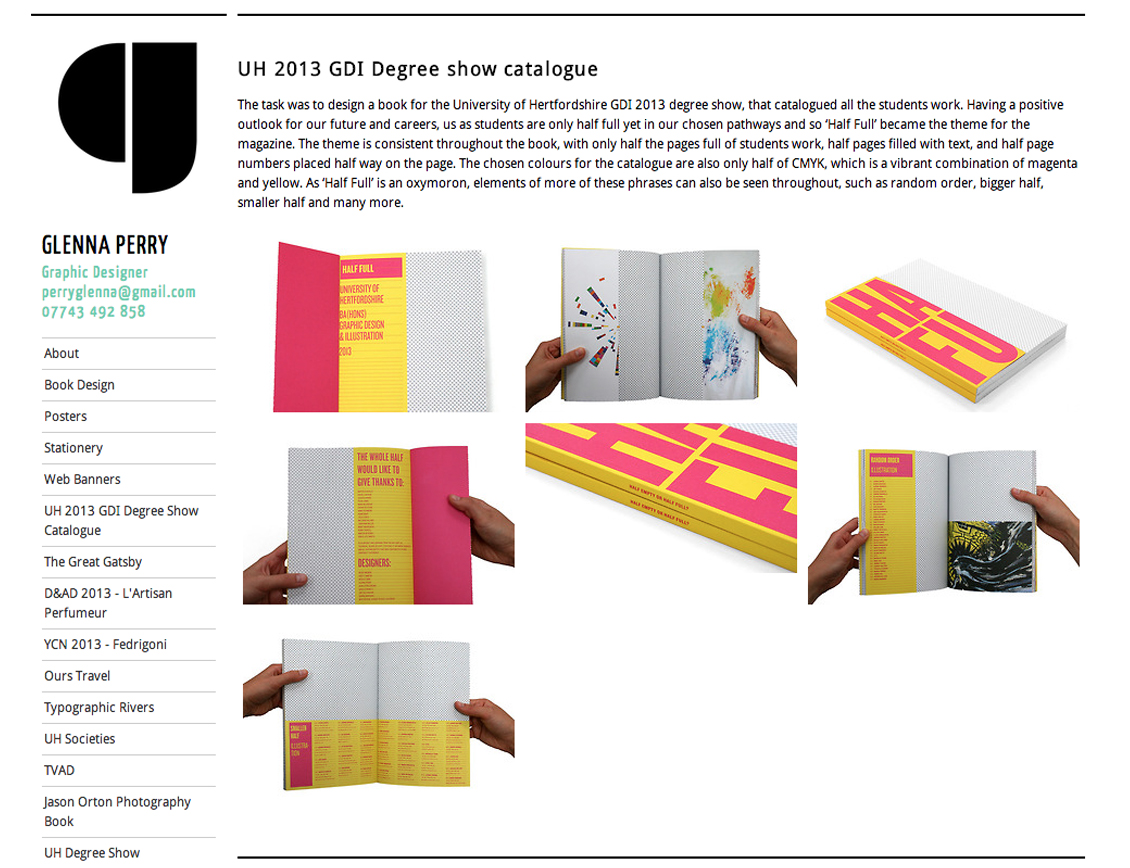 GLENNA PERRY
Graphic Designer
perryglenna@gmail.com
07743 492 858
About
Book Design
Posters
Stationery
Web Banners
UH 2013 GDI Degree Show
Catalogue
The Great Gatsby
D&AD 2013 - L'Artisan
Perfumeur
YCN 2013 - Fedrigoni
Ours Travel
Typographic Rivers
UH Societies
TVAD
Jason Orton Photography
Book
UH Degree Show
UH 2013 GDI Degree show catalogue
The task was to design a book for the University of Hertfordshire GDI 2013 degree show, that catalogued all the students work. Having a positive
outlook for our future and careers, us as students are only half full yet in our chosen pathways and so ‘Half Full’ became the theme for the
magazine. The theme is consistent throughout the book, with only half the pages full of students work, half pages filled with text, and half page
numbers placed half way on the page. The chosen colours for the catalogue are also only half of CMYK, which is a vibrant combination of magenta
and yellow. As ‘Half Full’ is an oxymoron, elements of more of these phrases can also be seen throughout, such as random order, bigger half,
smaller half and many more.
HALF FULL
UNIVERSITY OF
HERTFORDSHIRE
BA(HONS)
GRAPHIC DESIGN
& ILLUSTRATION
2013
THE WHOLE HALF
WOULD LIKE TO
GIVE THANKS TO:
DESIGNERS:
HALF EMPTY OR HALF FULL?
HALF EMPTY OR HALF FULL?
RANDOM ORDER
ILLUSTRATION
SMALLER
HALF
ILLUSTRA
TION